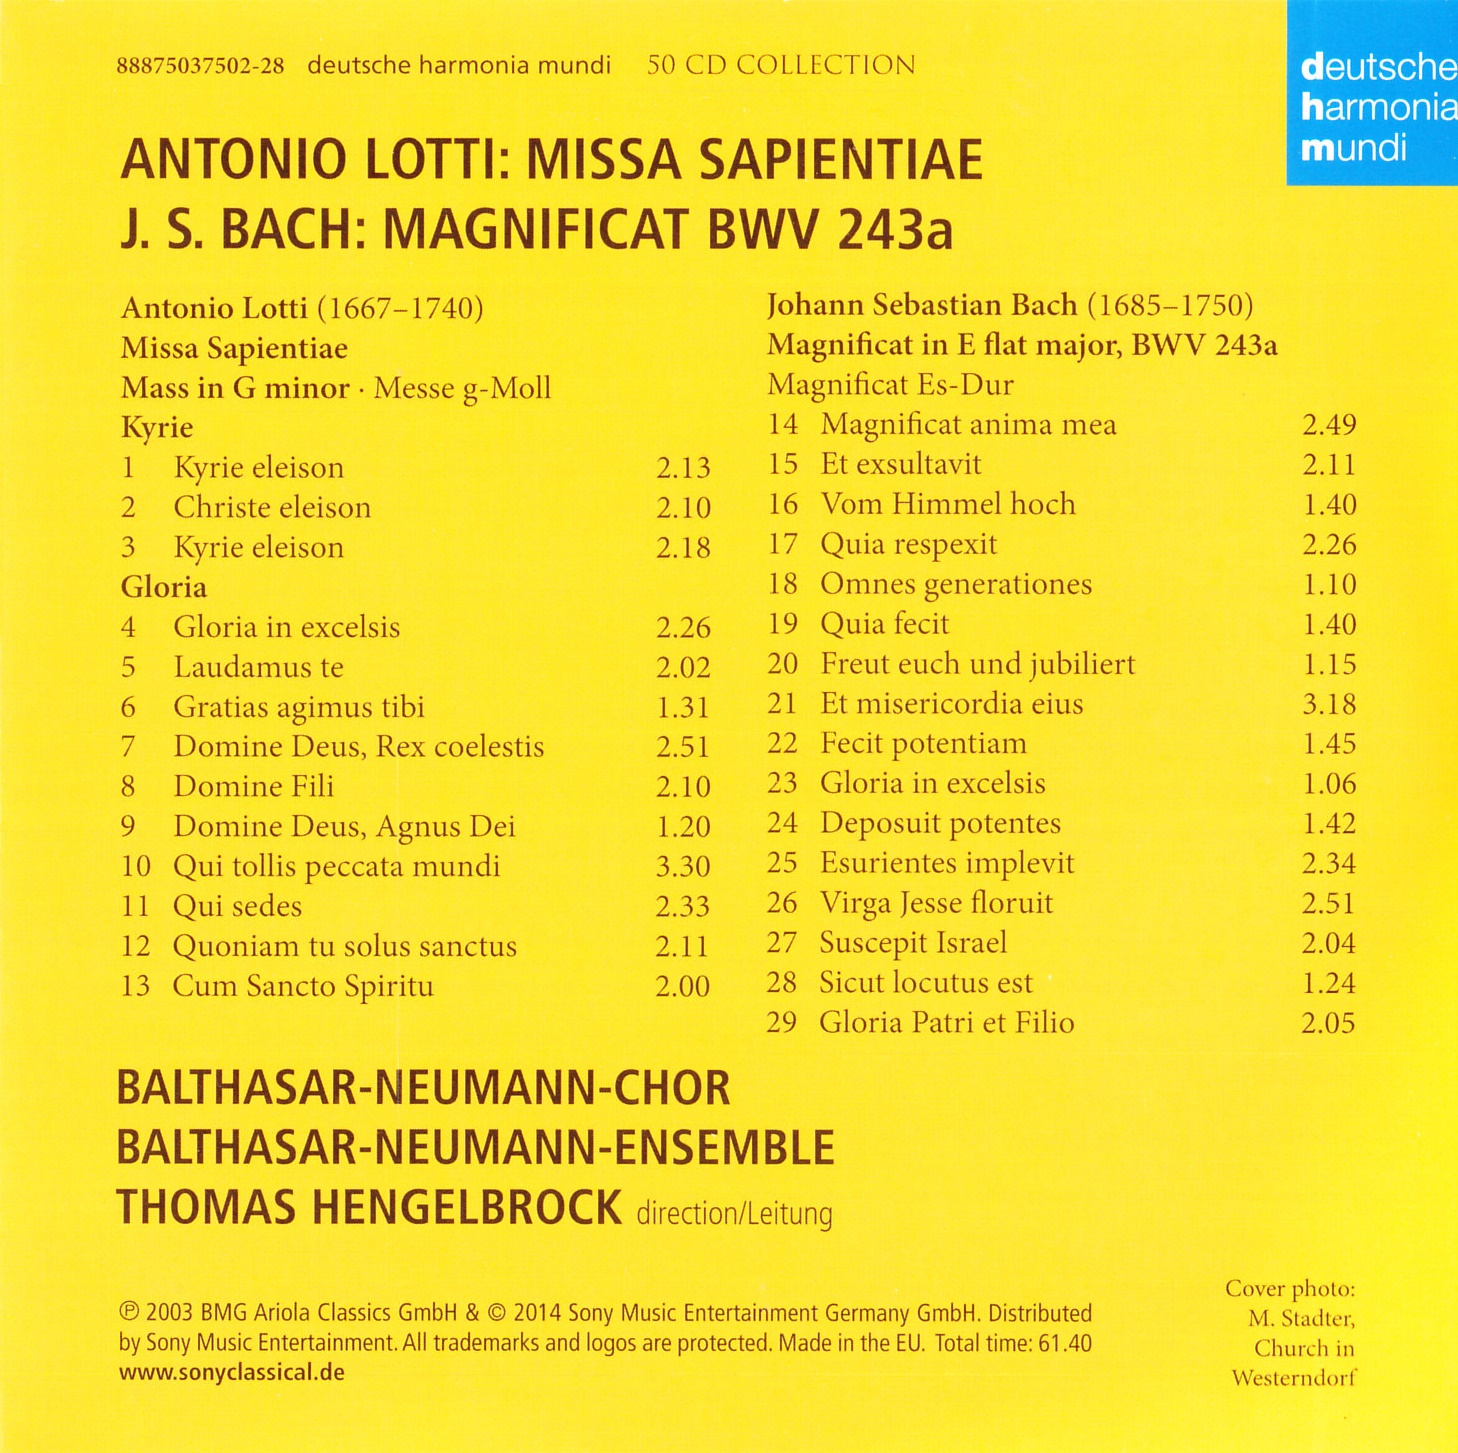 88875037502-28 deutsche harmonia mundi 50 CD COLLECTION
deutsche
harmonia
mundi
ANTONIO LOTTI: MISSA SAPIENTIAE
J. S. BACH: MAGNIFICAT BWV 243a
Antonio Lotti (1667–1740)
Missa Sapientiae
Mass in G minor · Messe g-Moll
Kyrie
1 Kyrie eleison 2.13
2 Christe eleison 2.10
3 Kyrie eleison 2.18
Gloria
4 Gloria in excelsis 2.26
5 Laudamus te 2.02
6 Gratias agimus tibi 1.31
7 Domine Deus, Rex coelestis 2.51
8 Domine Fili 2.10
9 Domine Deus, Agnus Dei 1.20
10 Qui tollis peccata mundi 3.30
11 Qui sedes 2.33
12 Quoniam tu solus sanctus 2.11
13 Cum Sancto Spiritu 2.00
Johann Sebastian Bach (1685–1750)
Magnificat in E flat major, BWV 243a
Magnificat Es-Dur
14 Magnificat anima mea 2.49
15 Et exsultavit 2.11
16 Vom Himmel hoch 1.40
17 Quia respexit 2.26
18 Omnes generationes 1.10
19 Quia fecit 1.40
20 Freut euch und jubiliert 1.15
21 Et misericordia eius 3.18
22 Fecit potentiam 1.45
23 Gloria in excelsis 1.06
24 Deposuit potentes 1.42
25 Esurientes implevit 2.34
26 Virga Jesse floruit 2.51
27 Suscepit Israel 2.04
28 Sicut locutus est 1.24
29 Gloria Patri et Filio 2.05
BALTHASAR-NEUMANN-CHOR
BALTHASAR-NEUMANN-ENSEMBLE
THOMAS HENGELBROCK direction/Leitung
℗ 2003 BMG Ariola Classics GmbH & © 2014 Sony Music Entertainment Germany GmbH. Distributed
by Sony Music Entertainment. All trademarks and logos are protected. Made in the EU. Total time: 61.40
www.sonyclassical.de
Cover photo:
M. Stadter,
Church in
Westerndorf